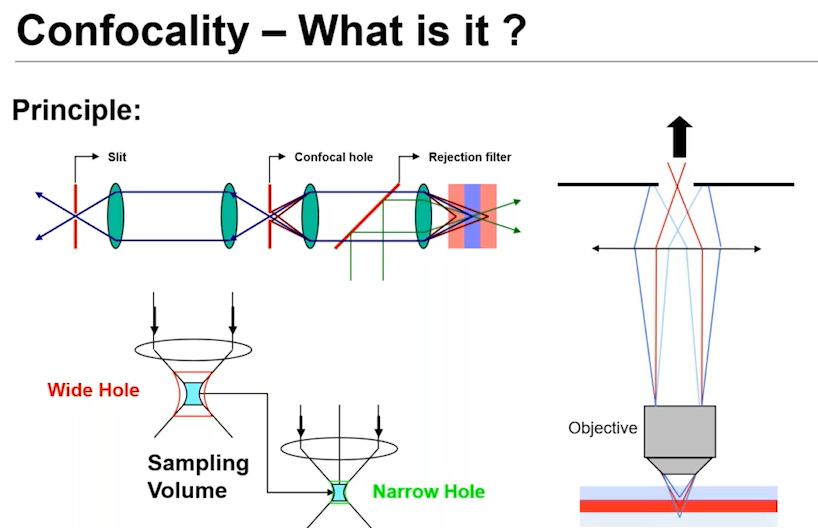 Confocality – What is it ?
Principle:
Slit
Confocal hole
Rejection filter
Wide Hole
Objective
Sampling
Volume
Narrow Hole